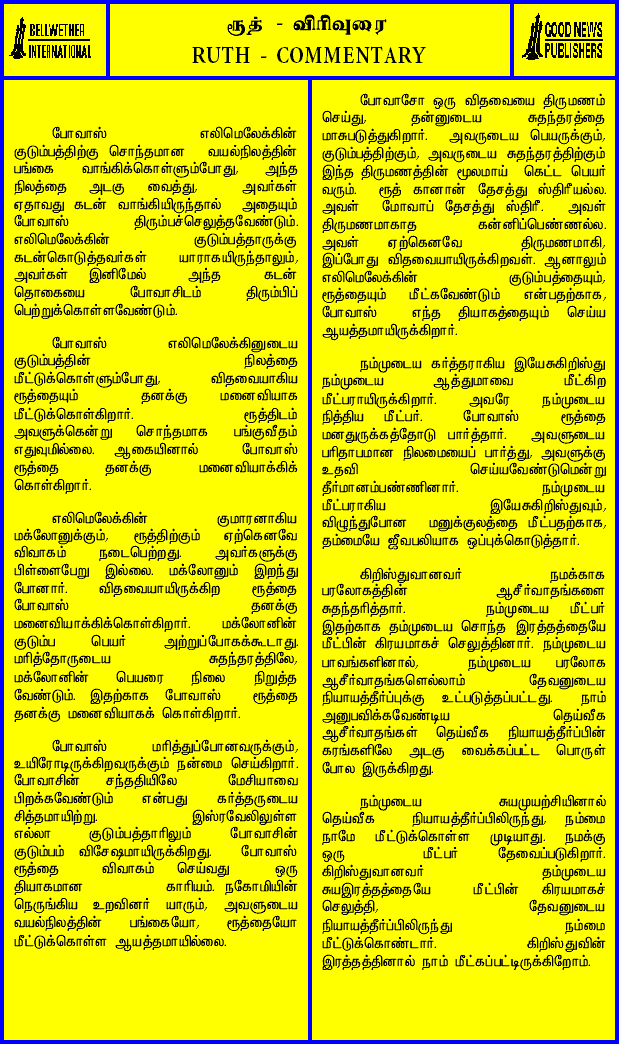 BELLWETHER
INTERNATIONAL
ரூத் - விரிவுரை
RUTH - COMMENTARY
GOOD NEWS
PUBLISHERS
போவாஸ் எலிமெலேக்கின்
குடும்பத்திற்கு சொந்தமான வயல்நிலத்தின்
பங்கை வாங்கிக்கொள்ளும்போது, அந்த
நிலத்தை அடகு வைத்து, அவர்கள்
ஏதாவது கடன் வாங்கியிருந்தால் அதையும்
போவாஸ் திரும்பச்செலுத்தவேண்டும்.
எலிமெலேக்கின் குடும்பத்தாருக்கு
கடன்கொடுத்தவர்கள் யாராகயிருந்தாலும்,
அவர்கள் இனிமேல் அந்த கடன்
தொகையை போவாசிடம் திரும்பிப்
பெற்றுக்கொள்ளவேண்டும்.
போவாஸ் எலிமெலேக்கினுடைய
குடும்பத்தின் நிலத்தை
மீட்டுக்கொள்ளும்போது, விதவையாகிய
ரூத்தையும் தனக்கு மனைவியாக
மீட்டுக்கொள்கிறார். ரூத்திடம்
அவளுக்கென்று சொந்தமாக பங்குவீதம்
எதுவுமில்லை. ஆகையினால் போவாஸ்
ரூத்தை தனக்கு மனைவியாக்கிக்
கொள்கிறார்.
எலிமெலேக்கின் குமாரனாகிய
மக்லோனுக்கும், ரூத்திற்கும் ஏற்கெனவே
விவாகம் நடைபெற்றது. அவர்களுக்கு
பிள்ளைபேறு இல்லை. மக்லோனும் இறந்து
போனார். விதவையாயிருக்கிற ரூத்தை
போவாஸ் தனக்கு
மனைவியாக்கிக்கொள்கிறார். மக்லோனின்
குடும்ப பெயர் அற்றுப்போகக்கூடாது.
மரித்தோருடைய சுதந்தரத்திலே,
மக்லோனின் பெயரை நிலை நிறுத்த
வேண்டும். இதற்காக போவாஸ் ரூத்தை
தனக்கு மனைவியாகக் கொள்கிறார்.
போவாஸ் மரித்துப்போனவருக்கும்,
உயிரோடிருக்கிறவருக்கும் நன்மை செய்கிறார்.
போவாசின் சந்ததியிலே மேசியாவை
பிறக்கவேண்டும் என்பது கர்த்தருடைய
சித்தமாயிற்று. இஸ்ரவேலிலுள்ள
எல்லா குடும்பத்தாரிலும் போவாசின்
குடும்பம் விசேஷமாயிருக்கிறது. போவாஸ்
ரூத்தை விவாகம் செய்வது ஒரு
தியாகமான காரியம். நகோமியின்
நெருங்கிய உறவினர் யாரும், அவளுடைய
வயல்நிலத்தின் பங்கையோ, ரூத்தையோ
மீட்டுக்கொள்ள ஆயத்தமாயில்லை.
போவாசோ ஒரு விதவையை திருமணம்
செய்து, தன்னுடைய சுதந்தரத்தை
மாசுபடுத்துகிறார். அவருடைய பெயருக்கும்,
குடும்பத்திற்கும், அவருடைய சுதந்தரத்திற்கும்
இந்த திருமணத்தின் மூலமாய் கெட்ட பெயர்
வரும். ரூத் கானான் தேசத்து ஸ்திரீயல்ல.
அவள் மோவாப் தேசத்து ஸ்திரீ. அவள்
திருமணமாகாத கன்னிப்பெண்ணல்ல.
அவள் ஏற்கெனவே திருமணமாகி,
இப்போது விதவையாயிருக்கிறவள். ஆனாலும்
எலிமெலேக்கின் குடும்பத்தையும்,
ரூத்தையும் மீட்கவேண்டும் என்பதற்காக,
போவாஸ் எந்த தியாகத்தையும் செய்ய
ஆயத்தமாயிருக்கிறார்.
நம்முடைய கர்த்தராகிய இயேசுகிறிஸ்து
நம்முடைய ஆத்துமாவை மீட்கிற
மீட்பராயிருக்கிறார். அவரே நம்முடைய
நித்திய மீட்பர். போவாஸ் ரூத்தை
மனதுருக்கத்தோடு பார்த்தார். அவளுடைய
பரிதாபமான நிலமையைப் பார்த்து, அவளுக்கு
உதவி செய்யவேண்டுமென்று
தீர்மானம்பண்ணினார். நம்முடைய
மீட்பராகிய இயேசுகிறிஸ்துவும்,
விழுந்துபோன மனுக்குலத்தை மீட்பதற்காக,
தம்மையே ஜீவபலியாக ஒப்புக்கொடுத்தார்.
கிறிஸ்துவானவர் நமக்காக
பரலோகத்தின் ஆசீர்வாதங்களை
சுதந்தரித்தார். நம்முடைய மீட்பர்
இதற்காக தம்முடைய சொந்த இரத்தத்தையே
மீட்பின் கிரயமாகச் செலுத்தினார். நம்முடைய
பாவங்களினால், நம்முடைய பரலோக
ஆசீர்வாதங்களெல்லாம் தேவனுடைய
நியாயத்தீர்ப்புக்கு உட்படுத்தப்பட்டது. நாம்
அனுபவிக்கவேண்டிய தெய்வீக
ஆசீர்வாதங்கள் தெய்வீக நியாயத்தீர்ப்பின்
கரங்களிலே அடகு வைக்கப்பட்ட பொருள்
போல இருக்கிறது.
நம்முடைய சுயமுயற்சியினால்
தெய்வீக நியாயத்தீர்ப்பிலிருந்து, நம்மை
நாமே மீட்டுக்கொள்ள முடியாது. நமக்கு
ஒரு மீட்பர் தேவைப்படுகிறார்.
கிறிஸ்துவானவர் தம்முடைய
சுயஇரத்தத்தையே மீட்பின் கிரயமாகச்
செலுத்தி, தேவனுடைய
நியாயத்தீர்ப்பிலிருந்து நம்மை
மீட்டுக்கொண்டார். கிறிஸ்துவின்
இரத்தத்தினால் நாம் மீட்கப்பட்டிருக்கிறோம்.